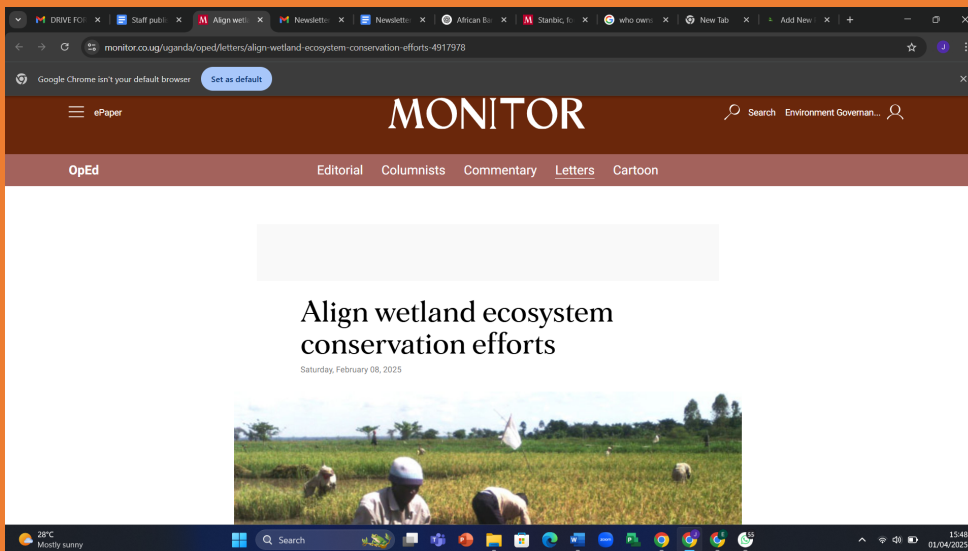 DRIVE FOR
Staff publ
Align wetl
Newslette
Newslette
African Ba
Stanbic, fo
who own
New Tab
Add New
monitor.co.ug/uganda/oped/letters/align-wetland-ecosystem-conservation-efforts-4917978
J
Google Chrome isn't your default browser
Set as default
ePaper
MONITOR
Search
Environment Governan...
OpEd
Editorial
Columnists
Commentary
Letters
Cartoon
Align wetland ecosystem
conservation efforts
Saturday, February 08, 2025
28°C
Mostly sunny
Search
55
15:48
01/04/2025